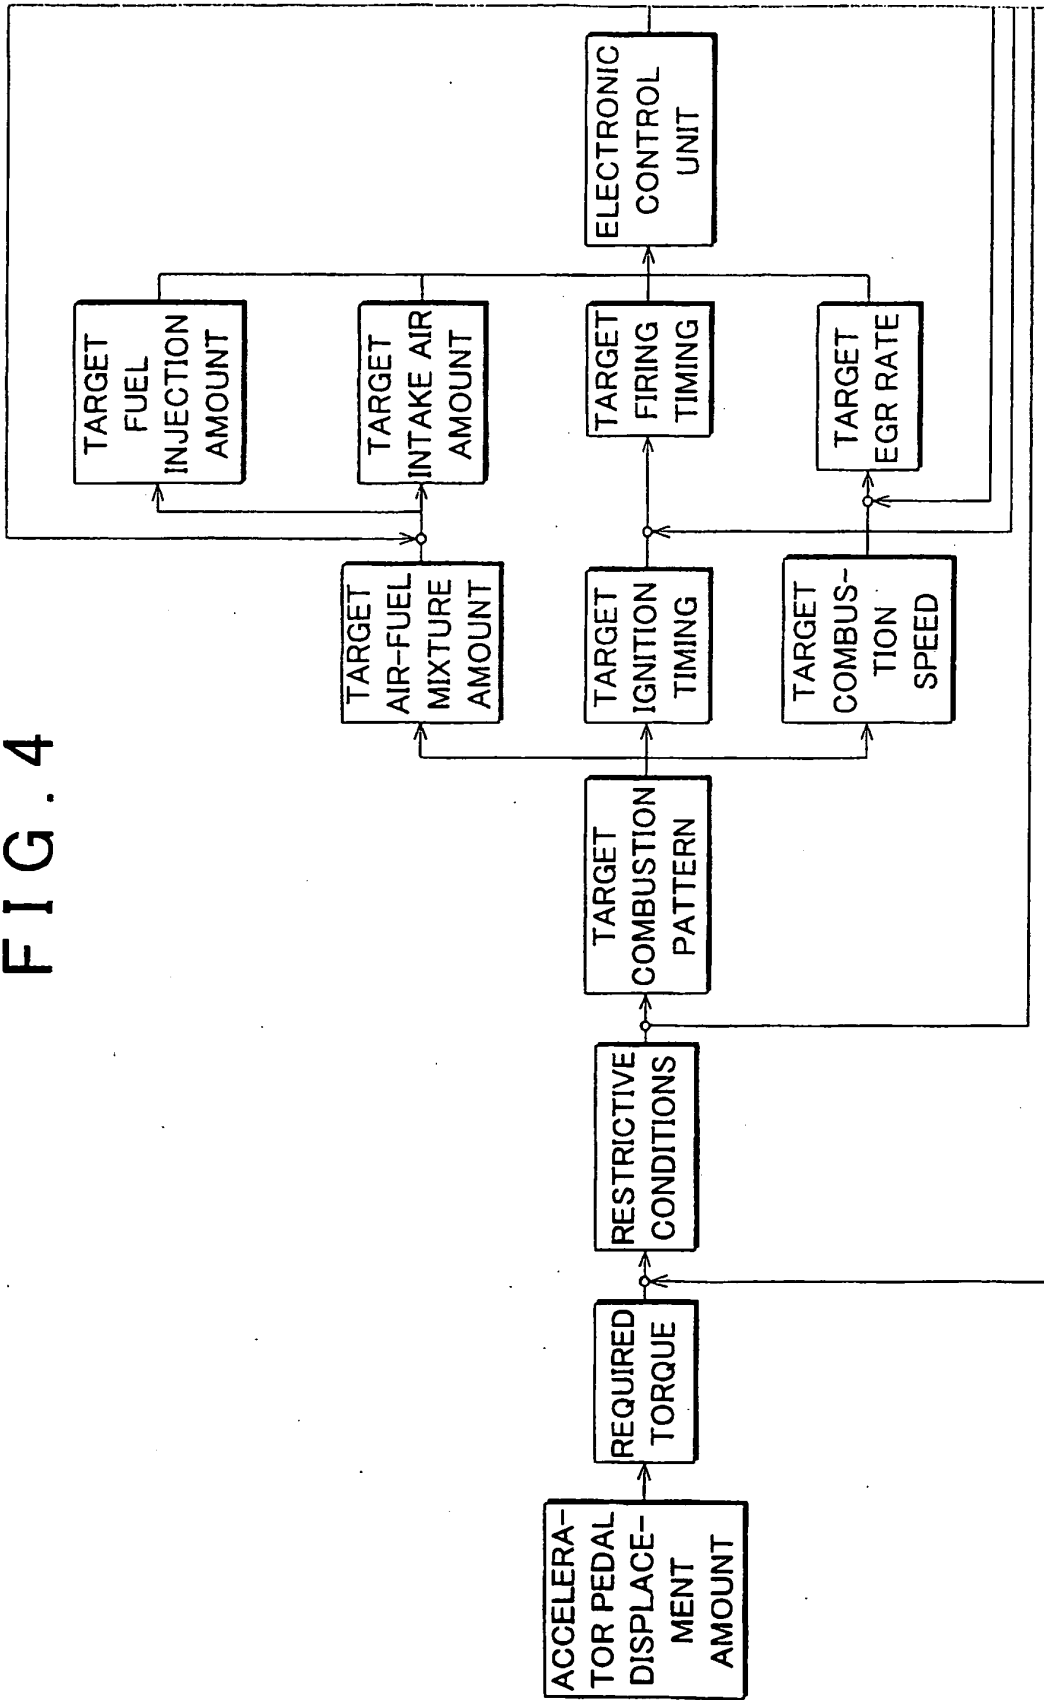 FIG. 4
ACCELERA-
TOR PEDAL
DISPLACE-
MENT
AMOUNT
REQUIRED
TORQUE
RESTRICTIVE
CONDITIONS
TARGET
COMBUSTION
PATTERN
TARGET
AIR-FUEL
MIXTURE
AMOUNT
TARGET
IGNITION
TIMING
TARGET
COMBUS-
TION
SPEED
TARGET
FUEL
INJECTION
AMOUNT
TARGET
INTAKE AIR
AMOUNT
TARGET
FIRING
TIMING
TARGET
EGR RATE
ELECTRONIC
CONTROL
UNIT